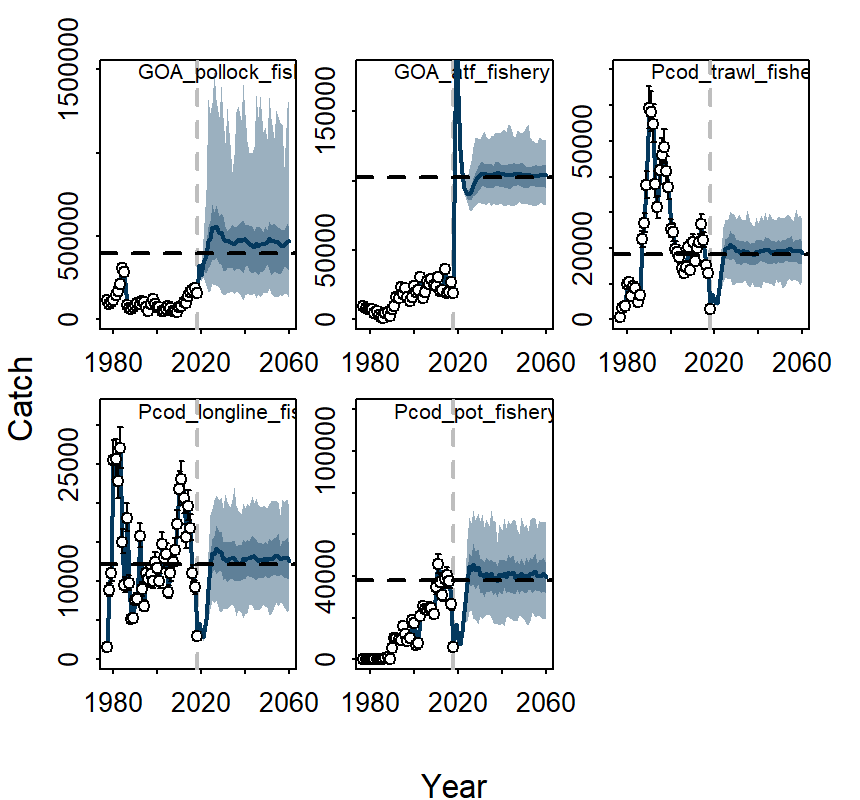 GOA_pollock_fis
GOA_atf_fishery
Pcod_trawl_fishe
1500000
500000
0
150000
50000
0
50000
20000
0
1980 2020 2060
1980 2020 2060
1980 2020 2060
Catch
Pcod_longline_fis
Pcod_pot_fishery
25000
10000
0
100000
40000
0
1980 2020 2060
1980 2020 2060
Year